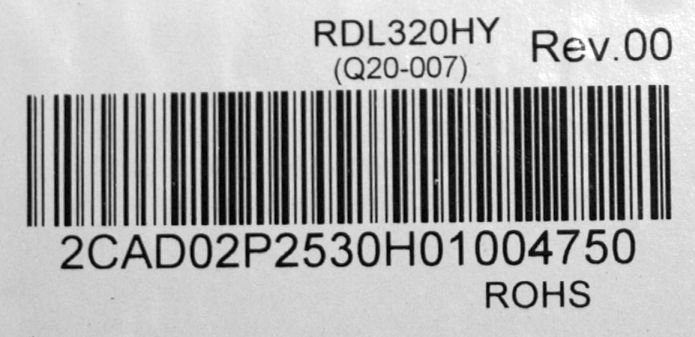 RDL320HY Rev.00
(Q20-007)
2CAD02P2530H01004750
ROHS